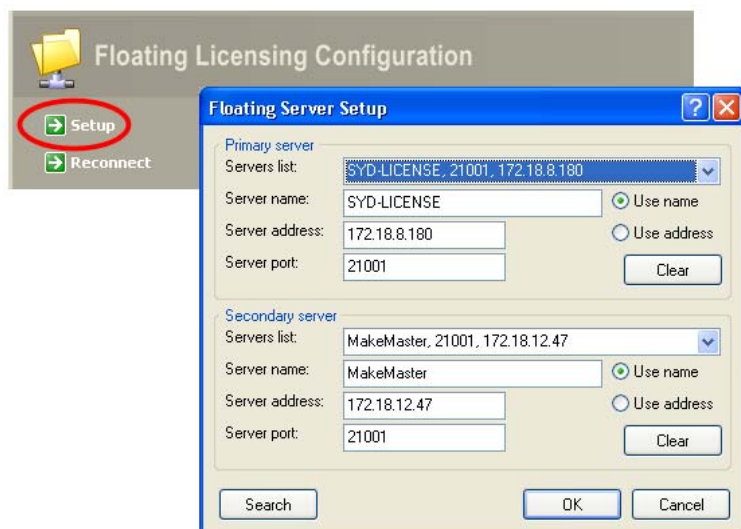 Floating Licensing Configuration
Setup
Reconnect
Floating Server Setup
Primary server
Servers list: SYD-LICENSE, 21001, 172.18.8.180
Server name: SYD-LICENSE Use name
Server address: 172.18.8.180 Use address
Server port: 21001 Clear
Secondary server
Servers list: MakeMaster, 21001, 172.18.12.47
Server name: MakeMaster Use name
Server address: 172.18.12.47 Use address
Server port: 21001 Clear
Search OK Cancel